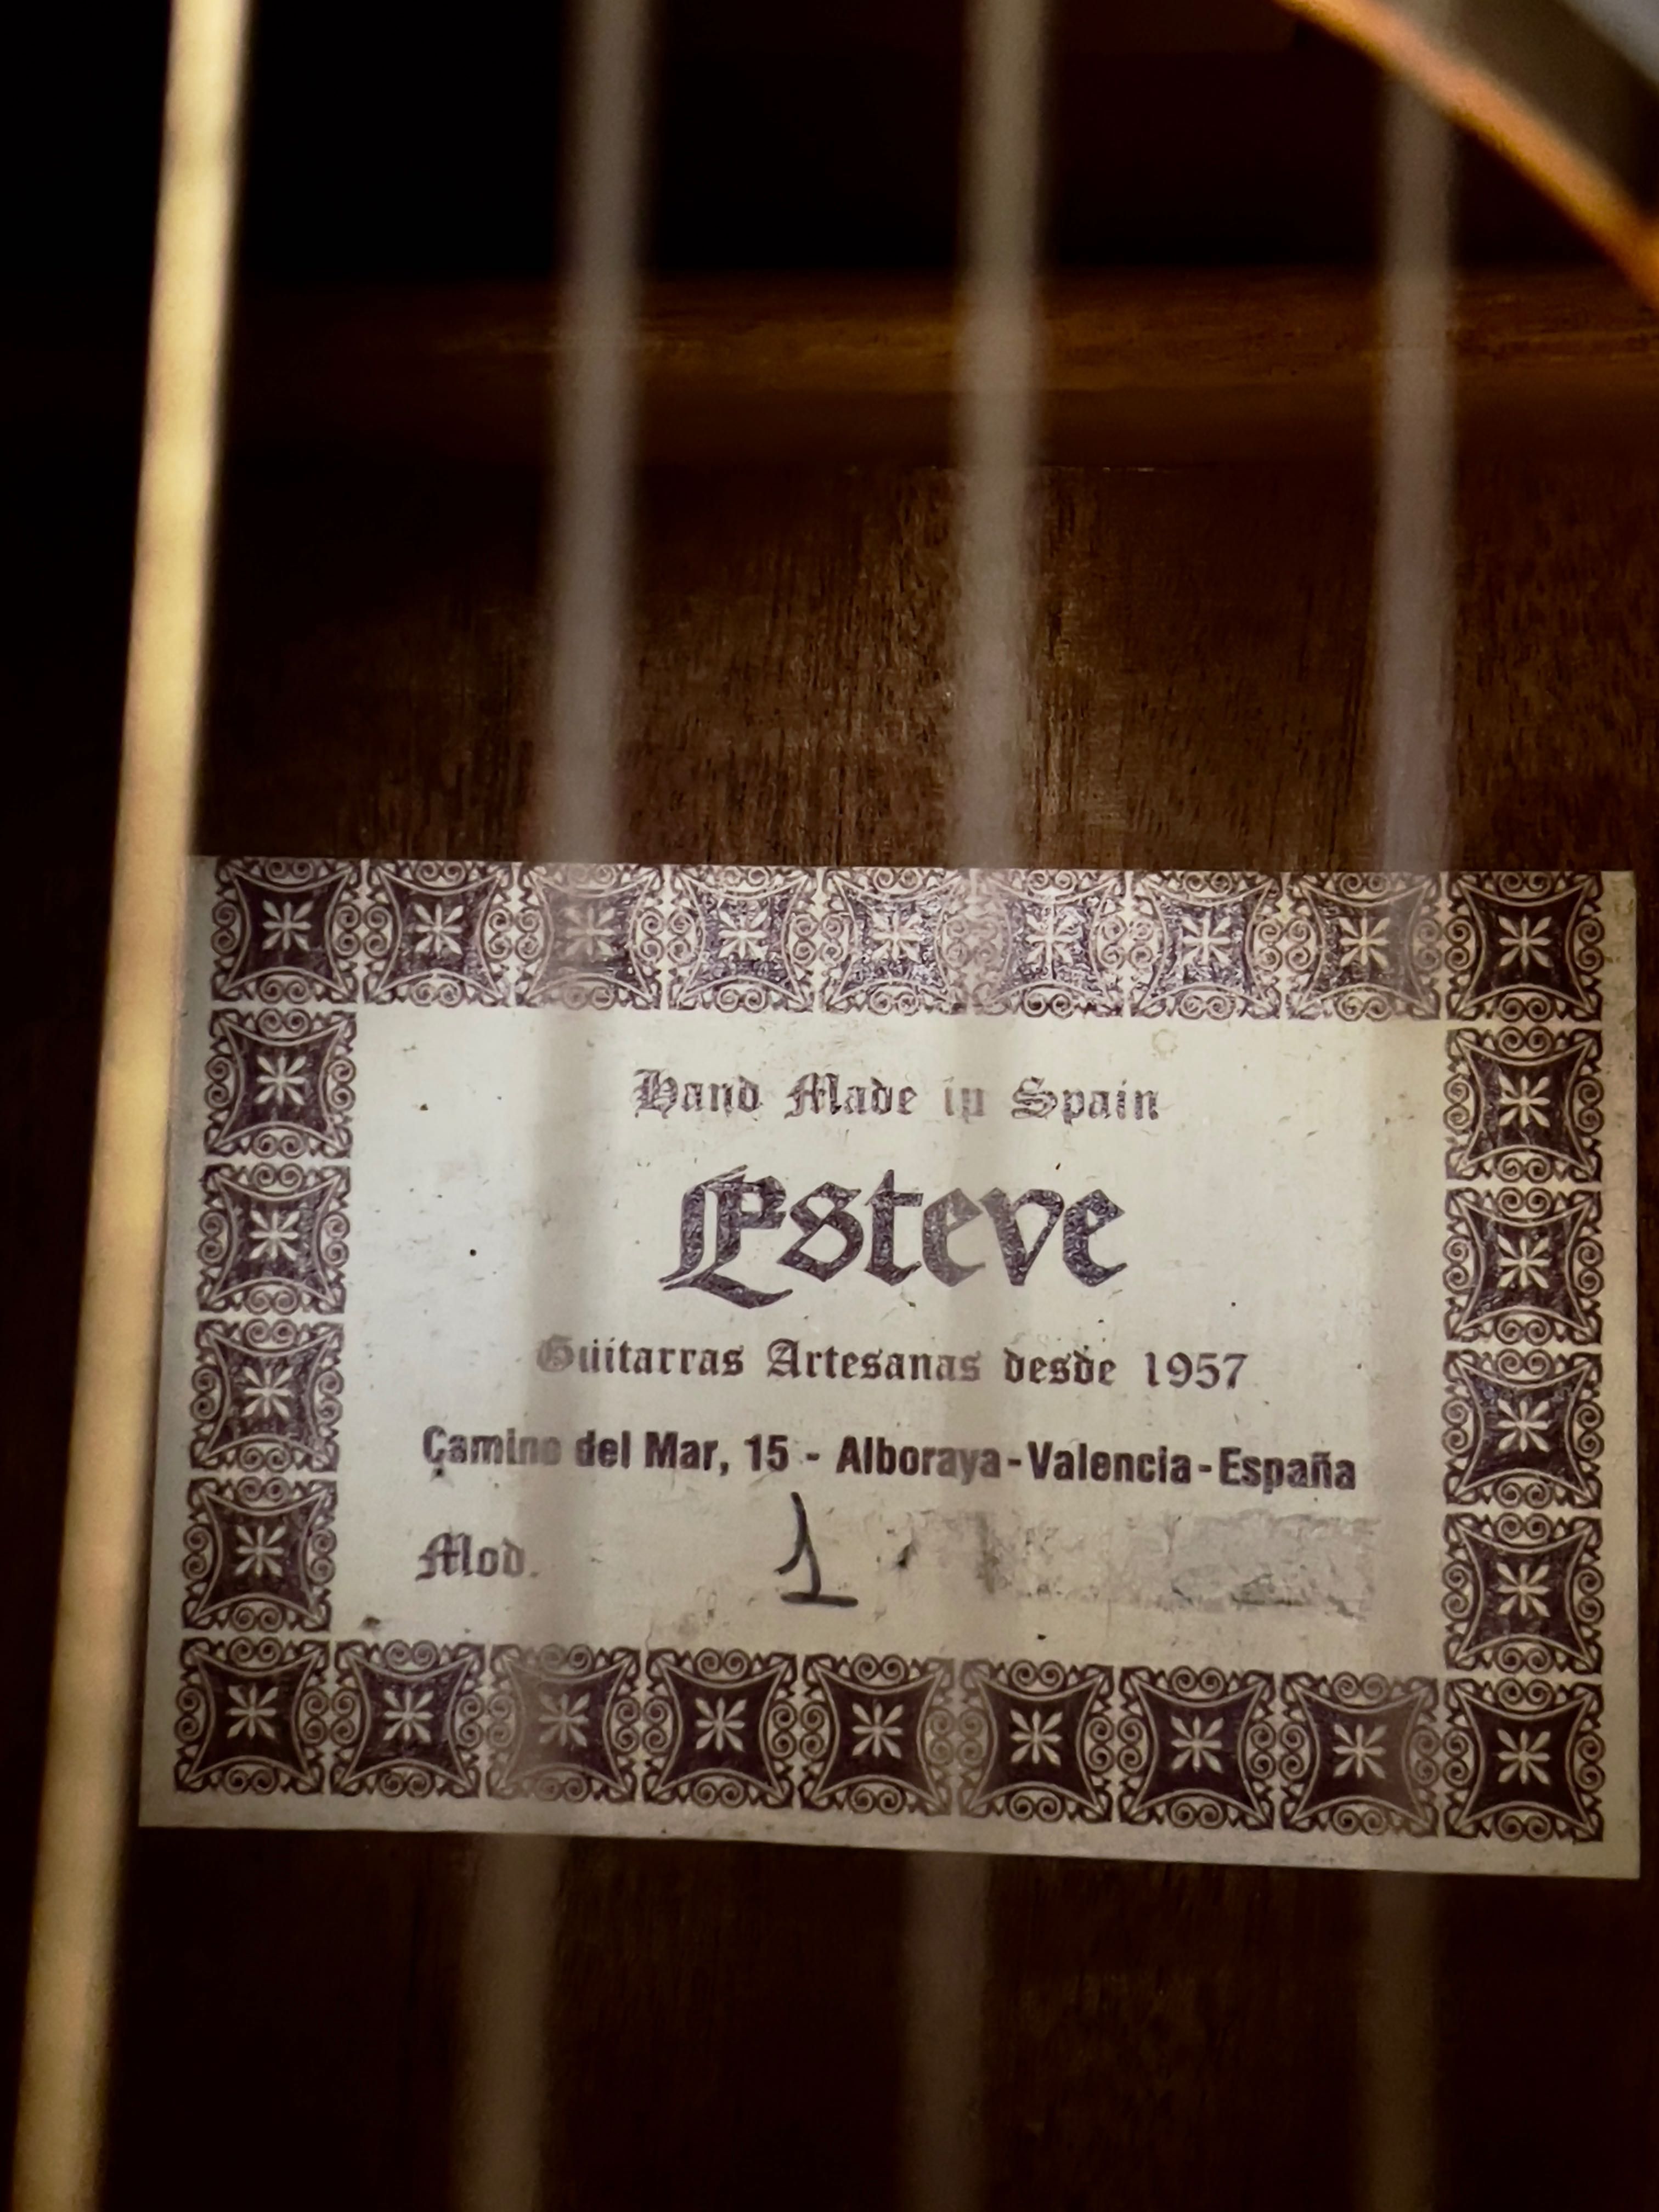 Hand Made in Spain
Esteve
Guitarras Artesanas desde 1957
Camino del Mar, 15 - Alboraya - Valencia - España
Mod. 1